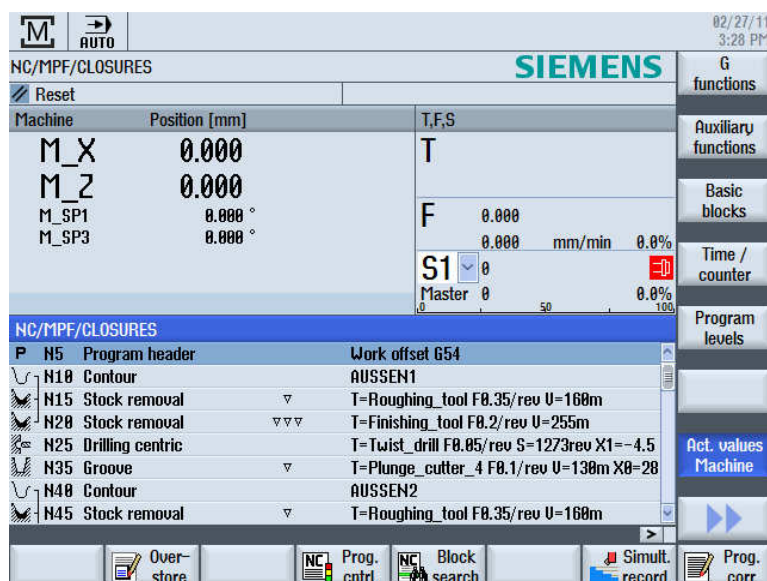 M AUTO 02/27/11
3:28 PM
NC/MPF/CLOSURES SIEMENS
G functions
Reset
Machine Position [mm] T,F,S
Auxiliary functions
M_X 0.000 T
M_Z 0.000
Basic blocks
M_SP1 0.000 °
M_SP3 0.000 °
F 0.000
0.000 mm/min 0.0%
Time / counter
S1 0
Master 0 0.0%
0 50 100
Program levels
NC/MPF/CLOSURES
P N5 Program header Work offset G54
N10 Contour AUSSEN1
N15 Stock removal ▽ T=Roughing_tool F0.35/rev V=160m
N20 Stock removal ▽▽▽ T=Finishing_tool F0.2/rev V=255m
N25 Drilling centric T=Twist_drill F0.05/rev S=1273rev X1=-4.5
Act. values Machine
N35 Groove ▽ T=Plunge_cutter_4 F0.1/rev V=130m X0=28
N40 Contour AUSSEN2
N45 Stock removal ▽ T=Roughing_tool F0.35/rev V=160m
Over-
store
NC Prog.
cntrl
NC Block
search
Simult.
record
Prog.
corr.